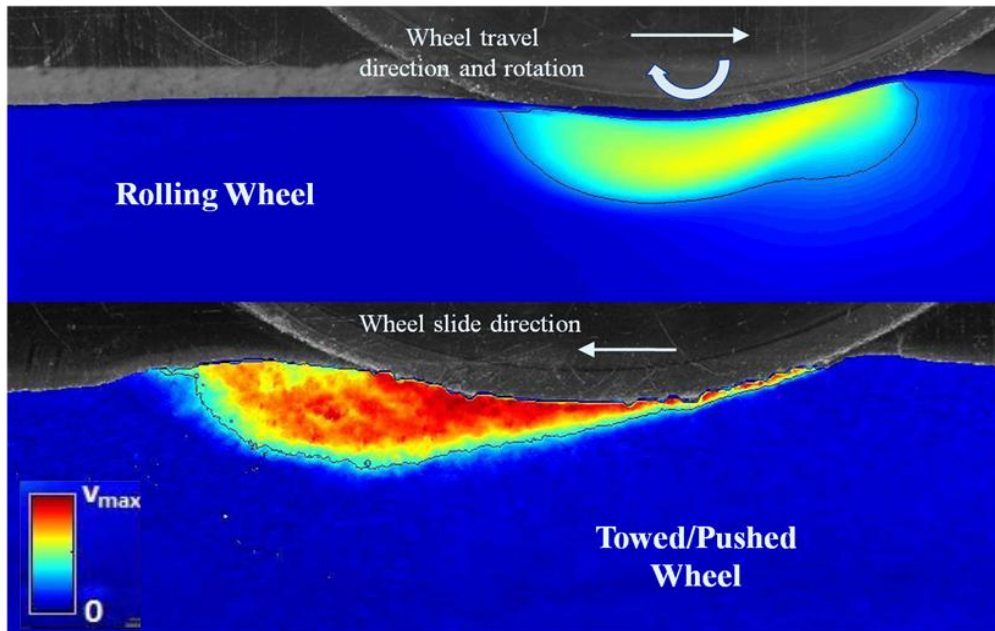 Wheel travel
direction and rotation
Rolling Wheel
Wheel slide direction
Vmax
0
Towed/Pushed
Wheel